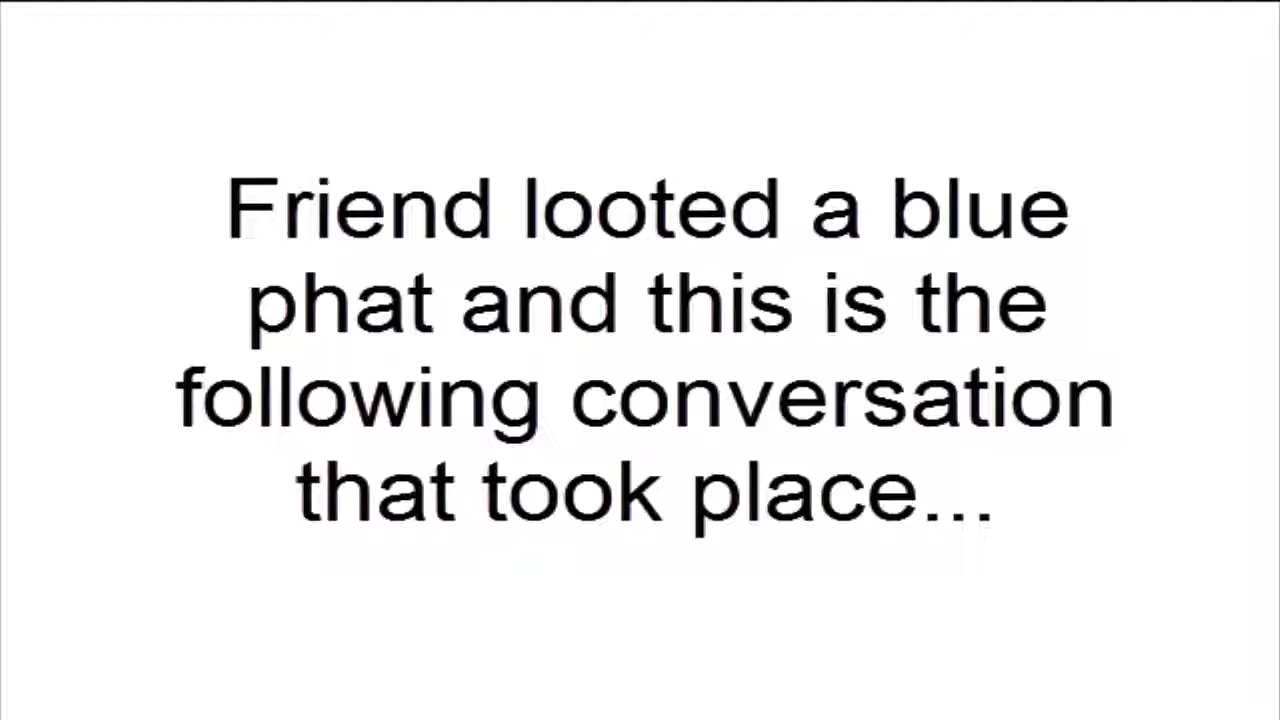 Friend looted a blue
phat and this is the
following conversation
that took place...